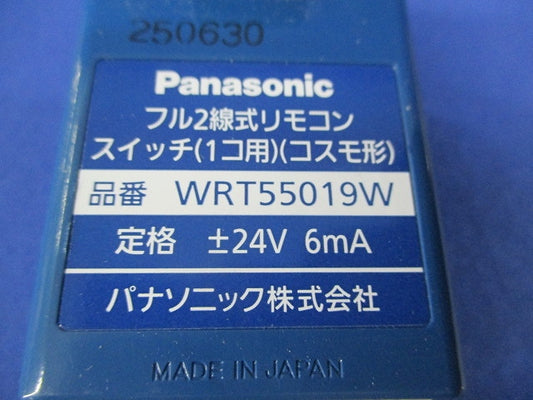 250630
Panasonic
フル2線式リモコン
スイッチ(1コ用)(コスモ形)
品番 WRT55019W
定格 ±24V 6mA
パナソニック株式会社
MADE IN JAPAN